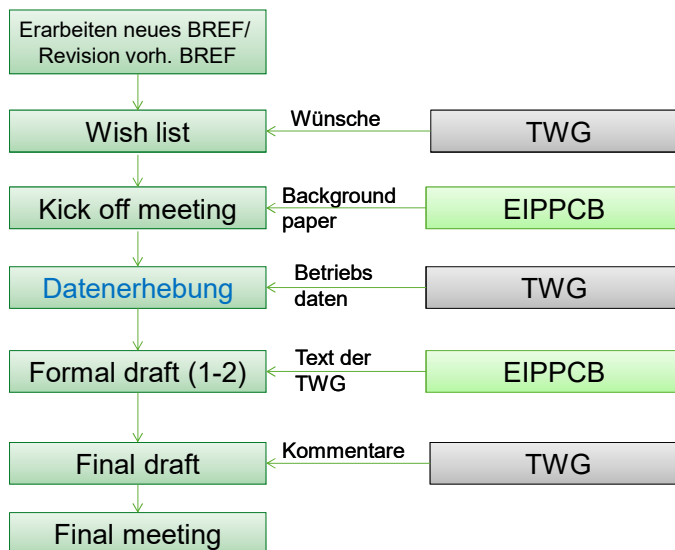 Erarbeiten neues BREF/
Revision vorh. BREF
Wish list
Wünsche
TWG
Kick off meeting
Background
paper
EIPPCB
Datenerhebung
Betriebs
daten
TWG
Formal draft (1-2)
Text der
TWG
EIPPCB
Final draft
Kommentare
TWG
Final meeting